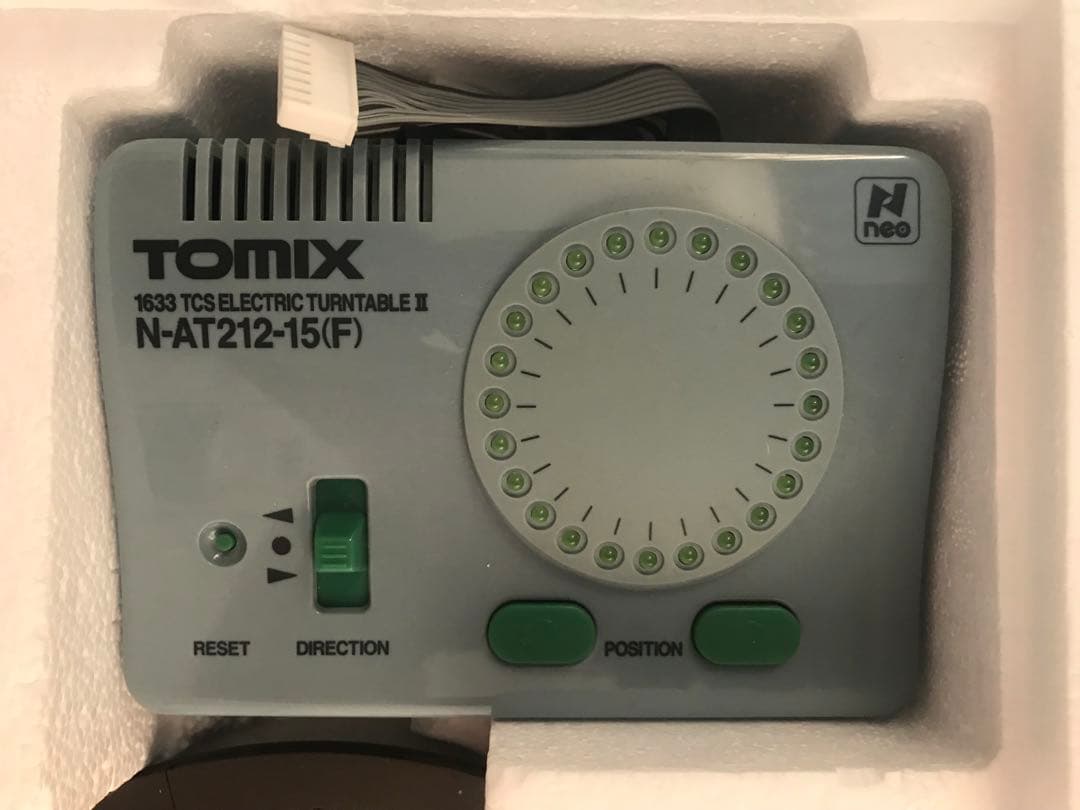 TOMIX
1633 TCS ELECTRIC TURNTABLE II
N-AT212-15(F)
N
neo
RESET
DIRECTION
POSITION